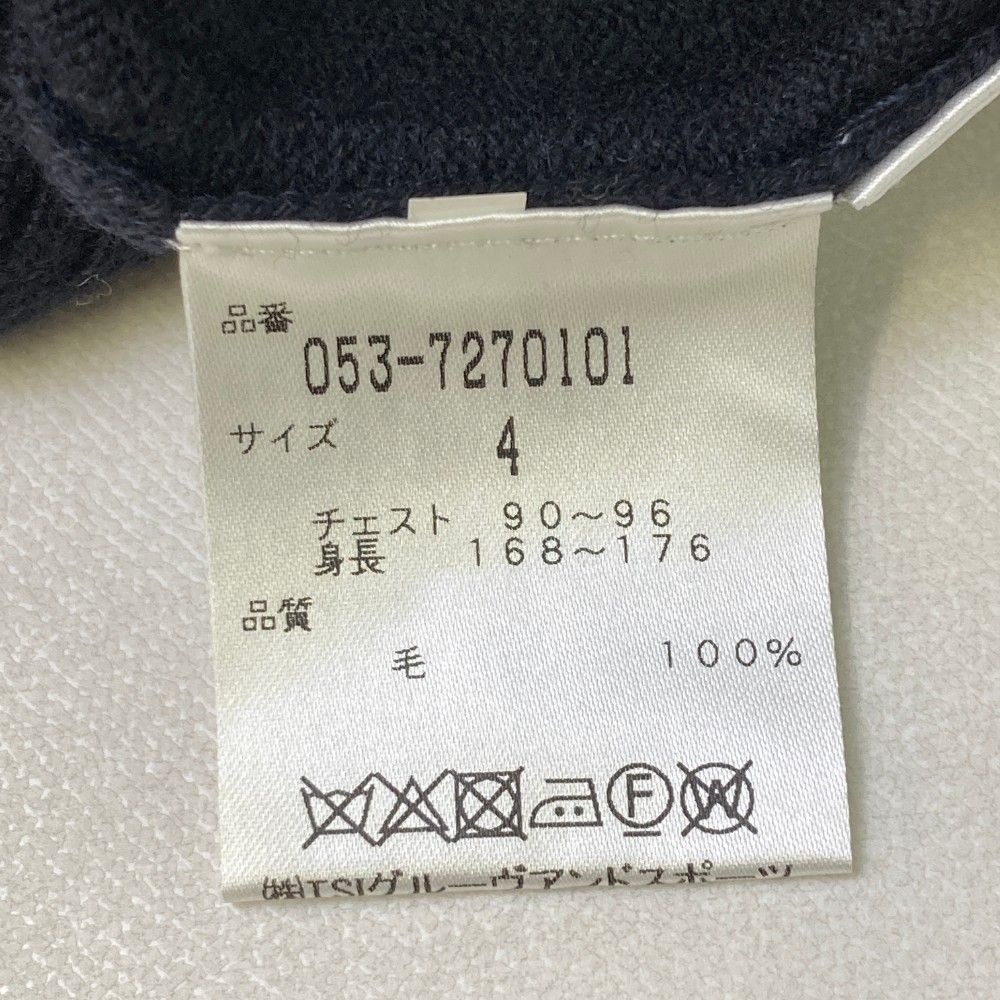 品番
053-7270101
サイズ 4
チェスト 90～96
身長 168～176
品質
毛 100%
F W
㈱TSIグルーヴアンドスポーツ